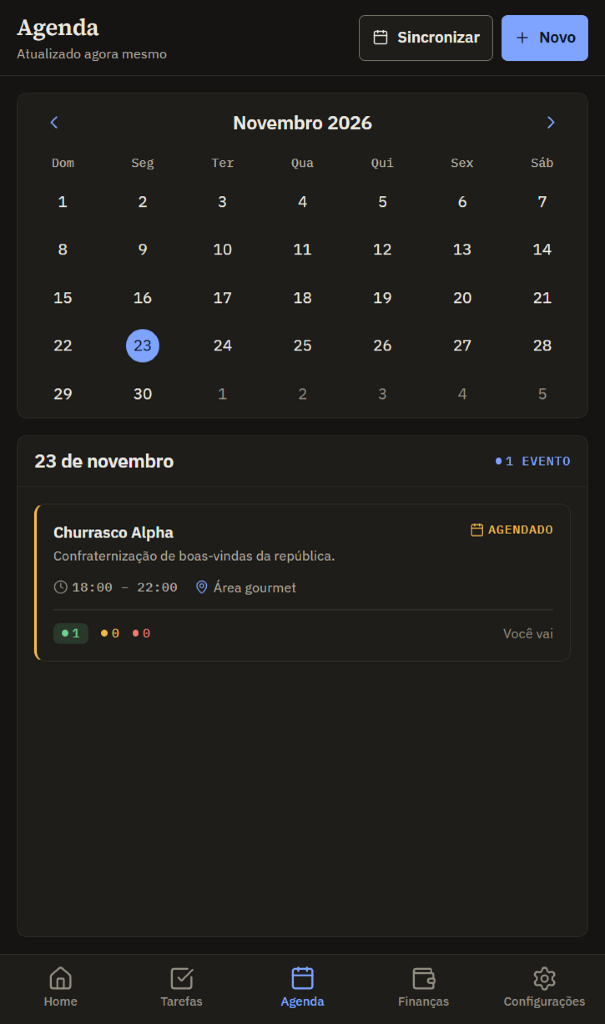 Agenda
Atualizado agora mesmo
Sincronizar
Novo
Novembro 2026
Dom Seg Ter Qua Qui Sex Sáb
1 2 3 4 5 6 7
8 9 10 11 12 13 14
15 16 17 18 19 20 21
22 23 24 25 26 27 28
29 30 1 2 3 4 5
23 de novembro
1 EVENTO
Churrasco Alpha
AGENDADO
Confraternização de boas-vindas da república.
18:00 – 22:00 Área gourmet
1 0 0 Você vai
Home Tarefas Agenda Finanças Configurações